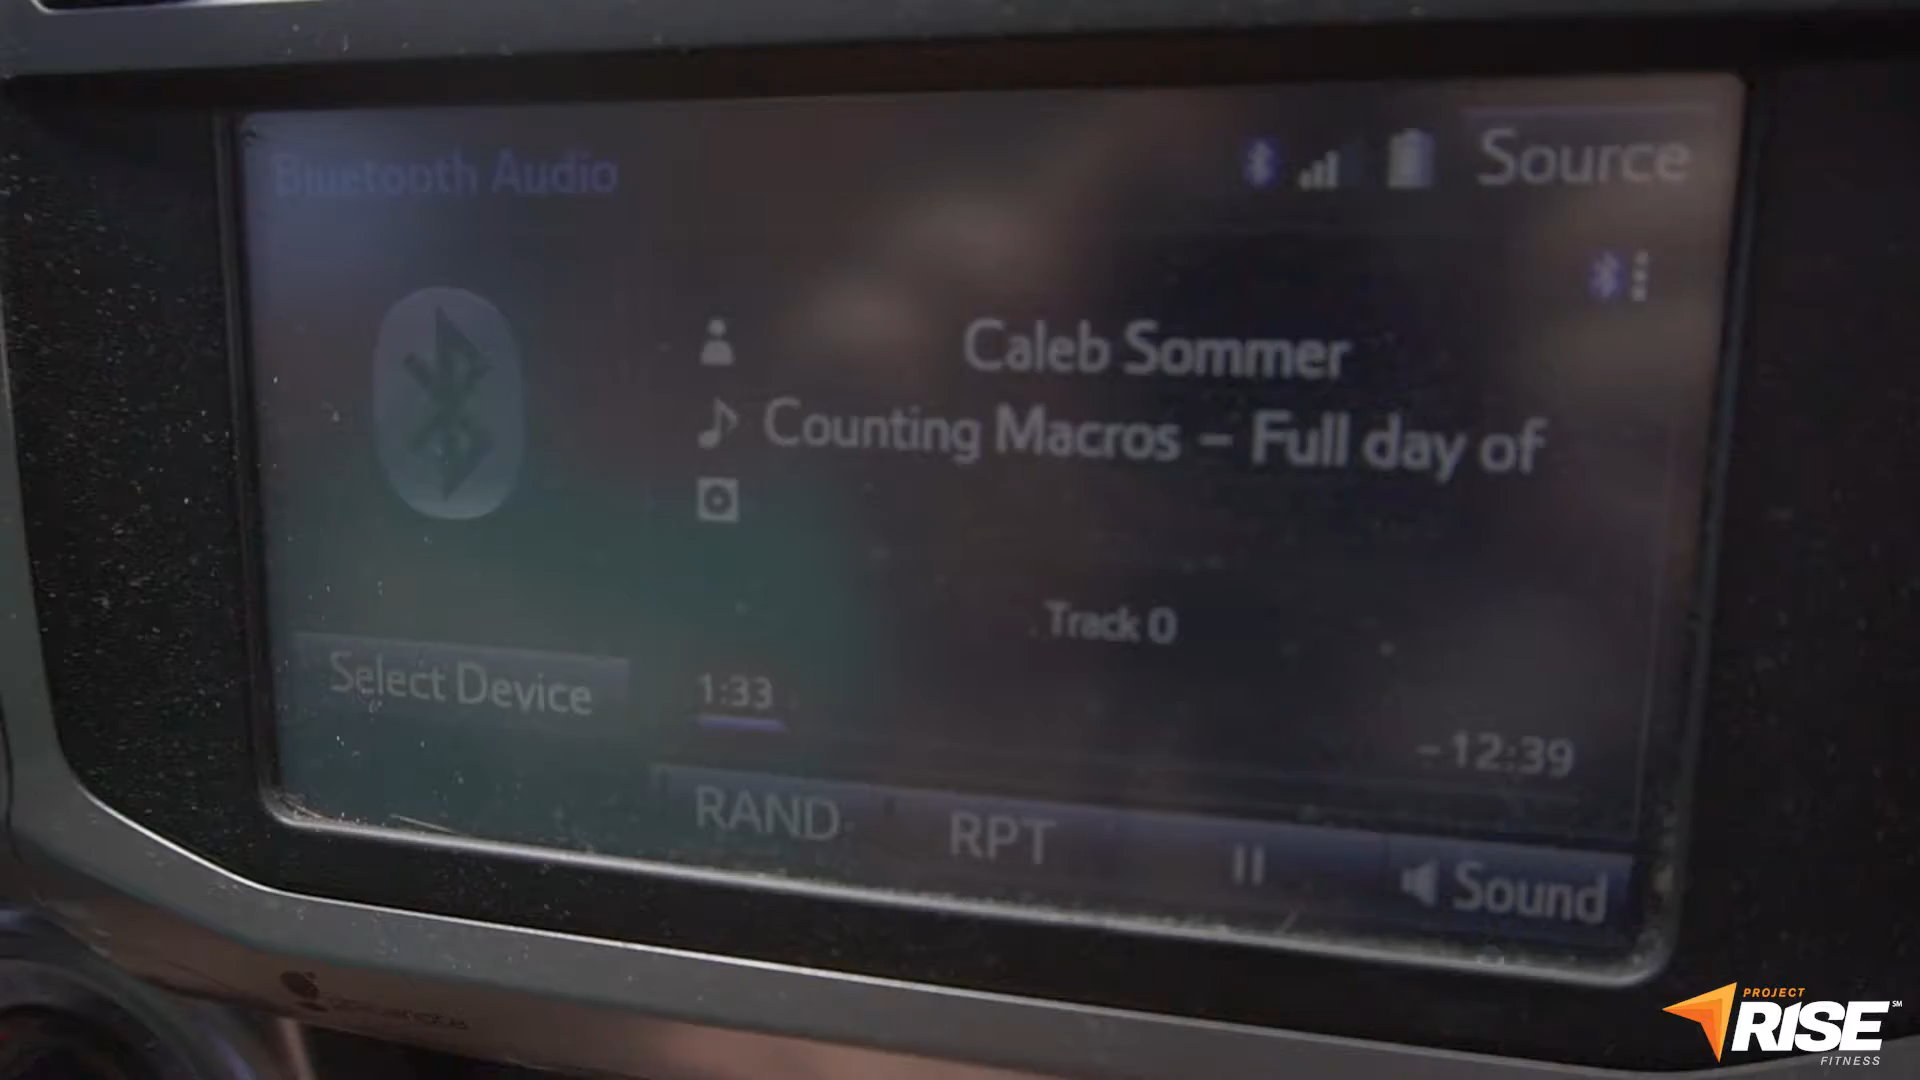 Bluetooth Audio
Source
Caleb Sommer
Counting Macros – Full day of
Track 0
Select Device
1:33
-12:39
RAND
RPT
Sound
PROJECT
RISE SM
FITNESS